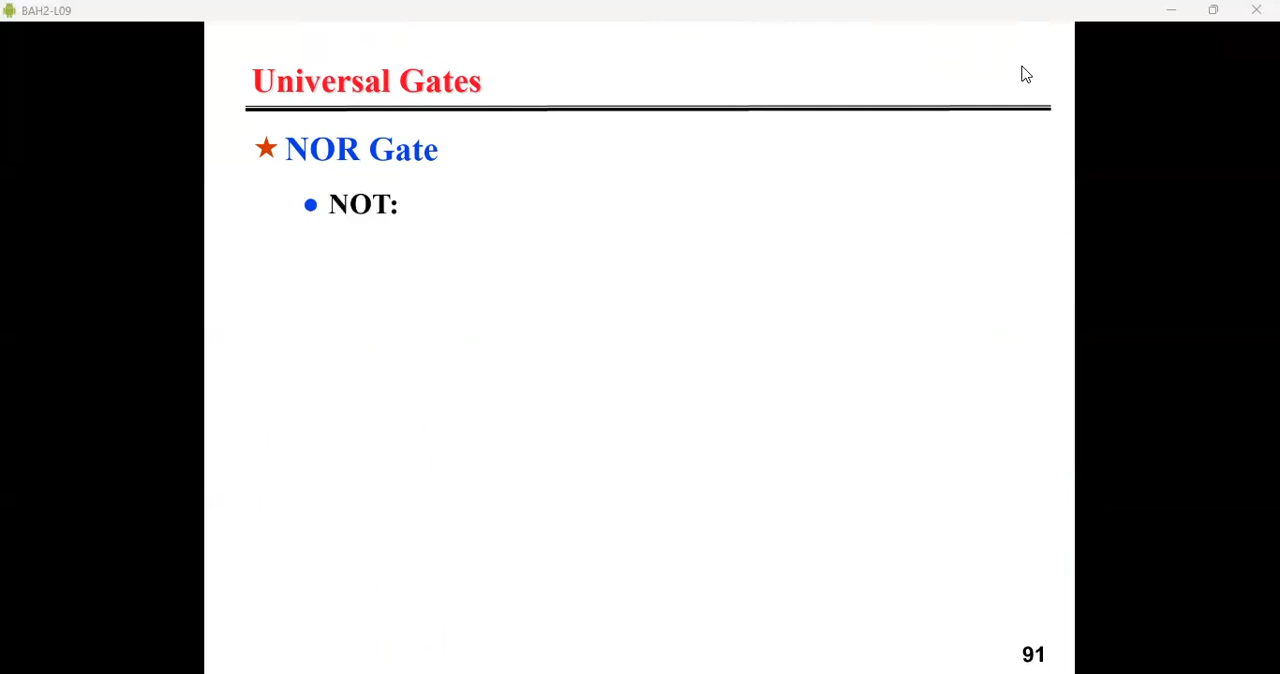 BAH2-L09
Universal Gates
★ NOR Gate
● NOT:
91